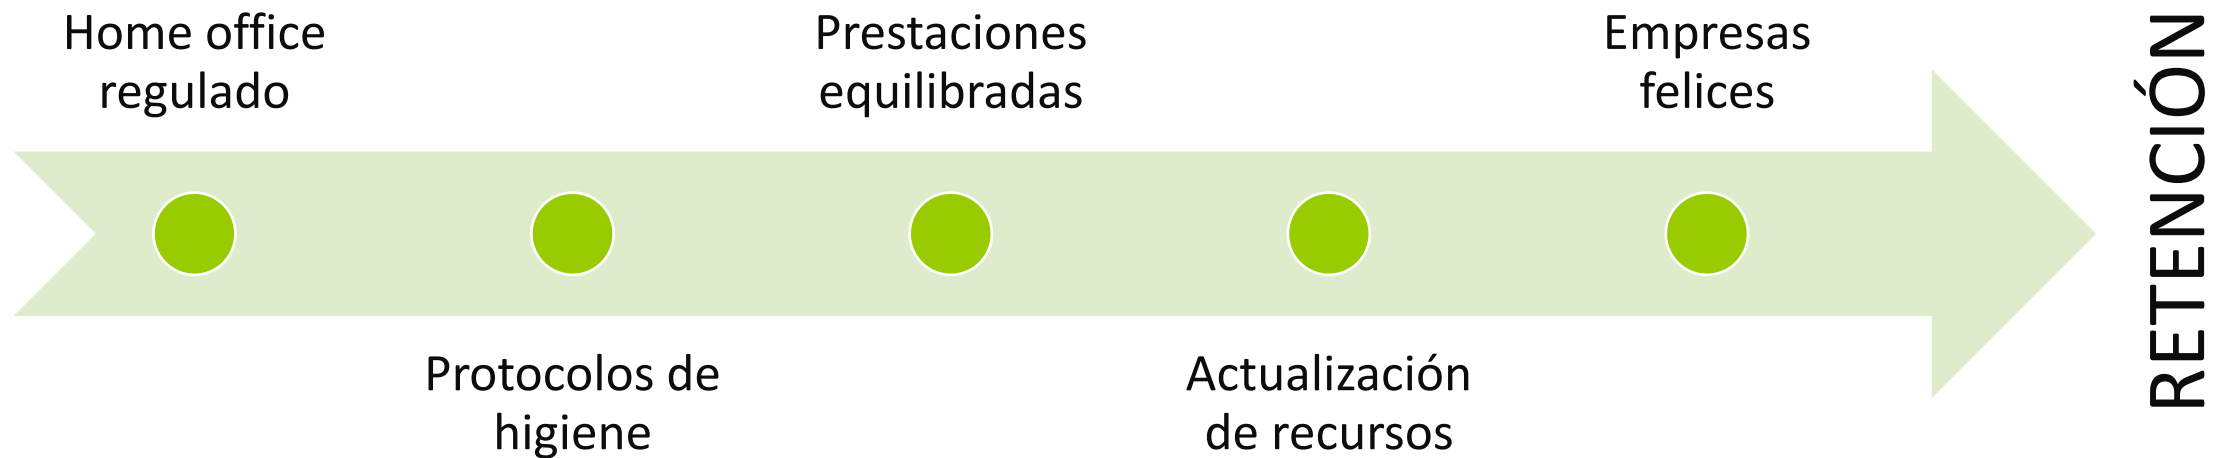 Home office
regulado
Protocolos de
higiene
Prestaciones
equilibradas
Actualización
de recursos
Empresas
felices
RETENCIÓN